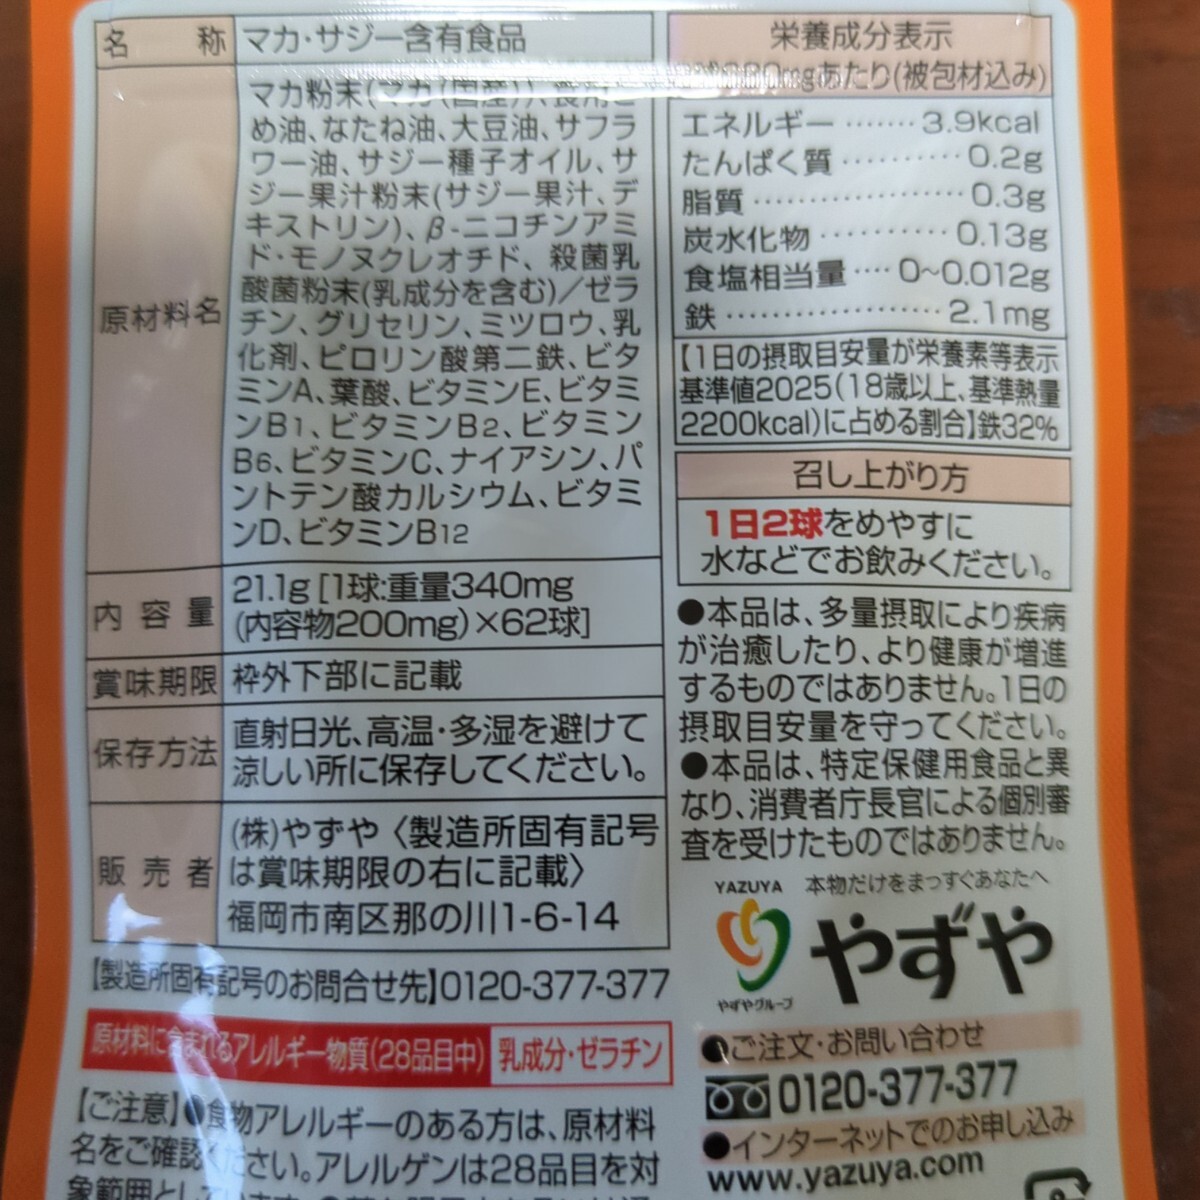 名称
マカ・サジー含有食品
原材料名
マカ粉末(マカ(国産))、食用ご
め油、なたね油、大豆油、サフラ
ワー油、サジー種子オイル、サ
ジー果汁粉末(サジー果汁、デ
キストリン)、β-ニコチンアミ
ド・モノヌクレオチド、殺菌乳
酸菌粉末(乳成分を含む)／ゼラ
チン、グリセリン、ミツロウ、乳
化剤、ピロリン酸第二鉄、ビタ
ミンA、葉酸、ビタミンE、ビタミ
ンB1、ビタミンB2、ビタミン
B6、ビタミンC、ナイアシン、パ
ントテン酸カルシウム、ビタミ
ンD、ビタミンB12
内容量
21.1g [1球:重量340mg
(内容物200mg)×62球]
賞味期限
枠外下部に記載
保存方法
直射日光、高温・多湿を避けて
涼しい所に保存してください。
販売者
(株)やずや〈製造所固有記号
は賞味期限の右に記載〉
福岡市南区那の川1-6-14
【製造所固有記号のお問合せ先】0120-377-377
原材料に含まれるアレルギー物質(28品目中)
乳成分・ゼラチン
【ご注意】●食物アレルギーのある方は、原材料
名をご確認ください。アレルゲンは28品目を対
象範囲としています。
栄養成分表示
mgあたり(被包材込み)
エネルギー ······· 3.9kcal
たんぱく質 ·········· 0.2g
脂質 ·················· 0.3g
炭水化物 ·········· 0.13g
食塩相当量 ···· 0~0.012g
鉄 ···················· 2.1mg
【1日の摂取目安量が栄養素等表示
基準値2025(18歳以上、基準熱量
2200kcal)に占める割合】鉄32%
召し上がり方
1日2球をめやすに
水などでお飲みください。
●本品は、多量摂取により疾病
が治癒したり、より健康が増進
するものではありません。1日の
摂取目安量を守ってください。
●本品は、特定保健用食品と異
なり、消費者庁長官による個別審
査を受けたものではありません。
YAZUYA
やずやグループ
本物だけをまっすぐあなたへ
やずや
●ご注文・お問い合わせ
0120-377-377
●インターネットでのお申し込み
www.yazuya.com